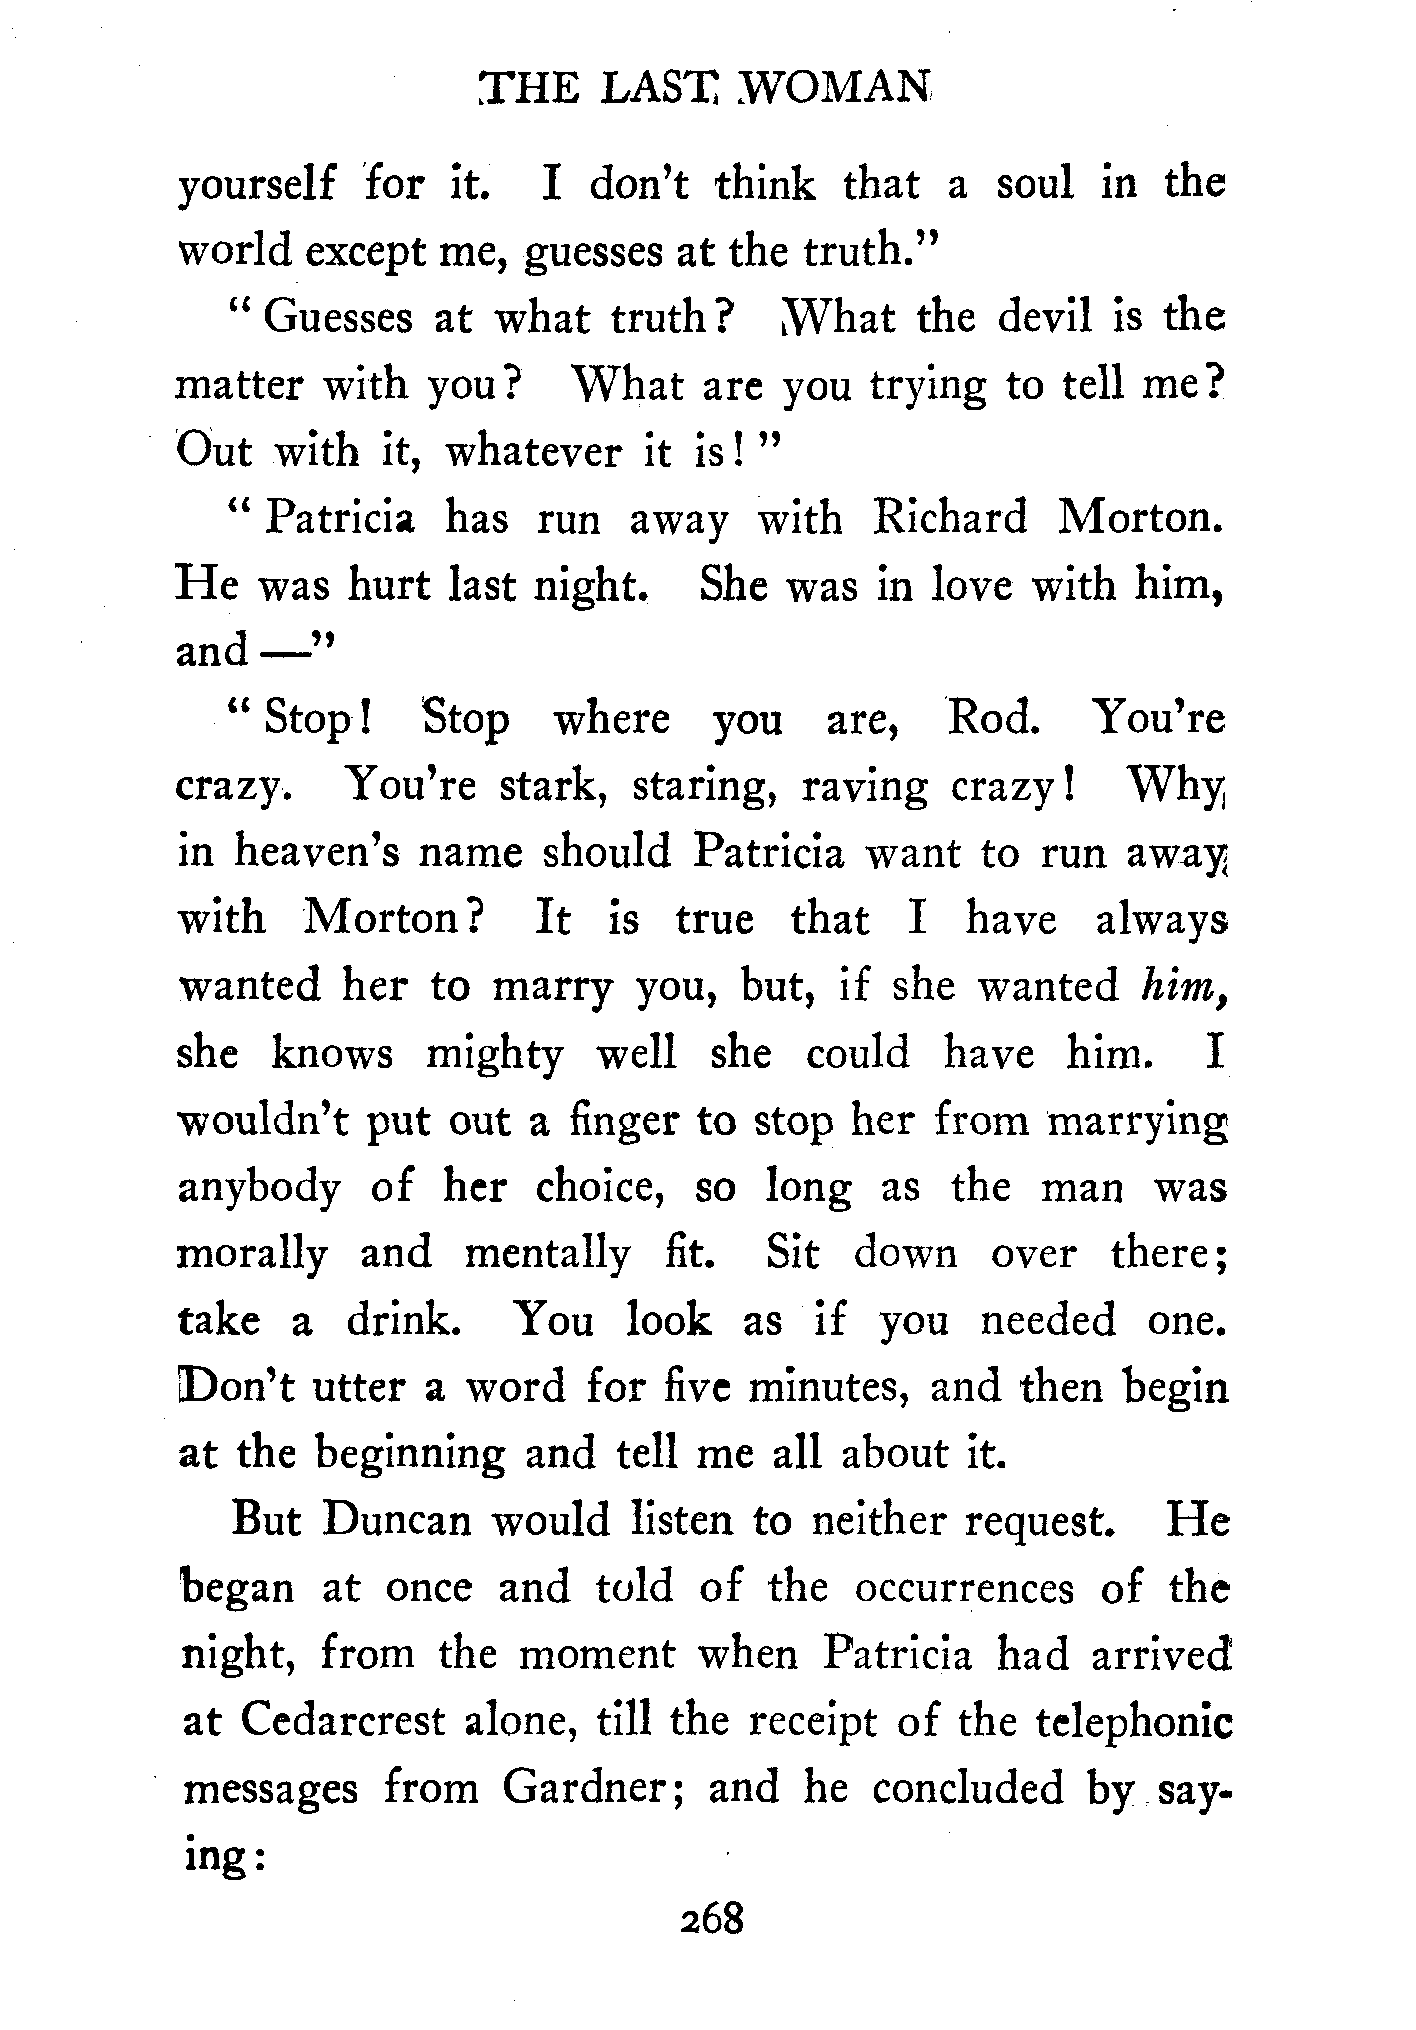 THE LAST WOMAN
yourself for it. I don't think that a soul in the
world except me, guesses at the truth."
" Guesses at what truth? What the devil is the
matter with you? What are you trying to tell me?
Out with it, whatever it is! "
" Patricia has run away with Richard Morton.
He was hurt last night. She was in love with him,
and —"
" Stop! Stop where you are, Rod. You're
crazy. You're stark, staring, raving crazy! Why
in heaven's name should Patricia want to run away
with Morton? It is true that I have always
wanted her to marry you, but, if she wanted him,
she knows mighty well she could have him. I
wouldn't put out a finger to stop her from marrying
anybody of her choice, so long as the man was
morally and mentally fit. Sit down over there;
take a drink. You look as if you needed one.
Don't utter a word for five minutes, and then begin
at the beginning and tell me all about it.
But Duncan would listen to neither request. He
began at once and told of the occurrences of the
night, from the moment when Patricia had arrived
at Cedarcrest alone, till the receipt of the telephonic
messages from Gardner; and he concluded by say-
ing:
268